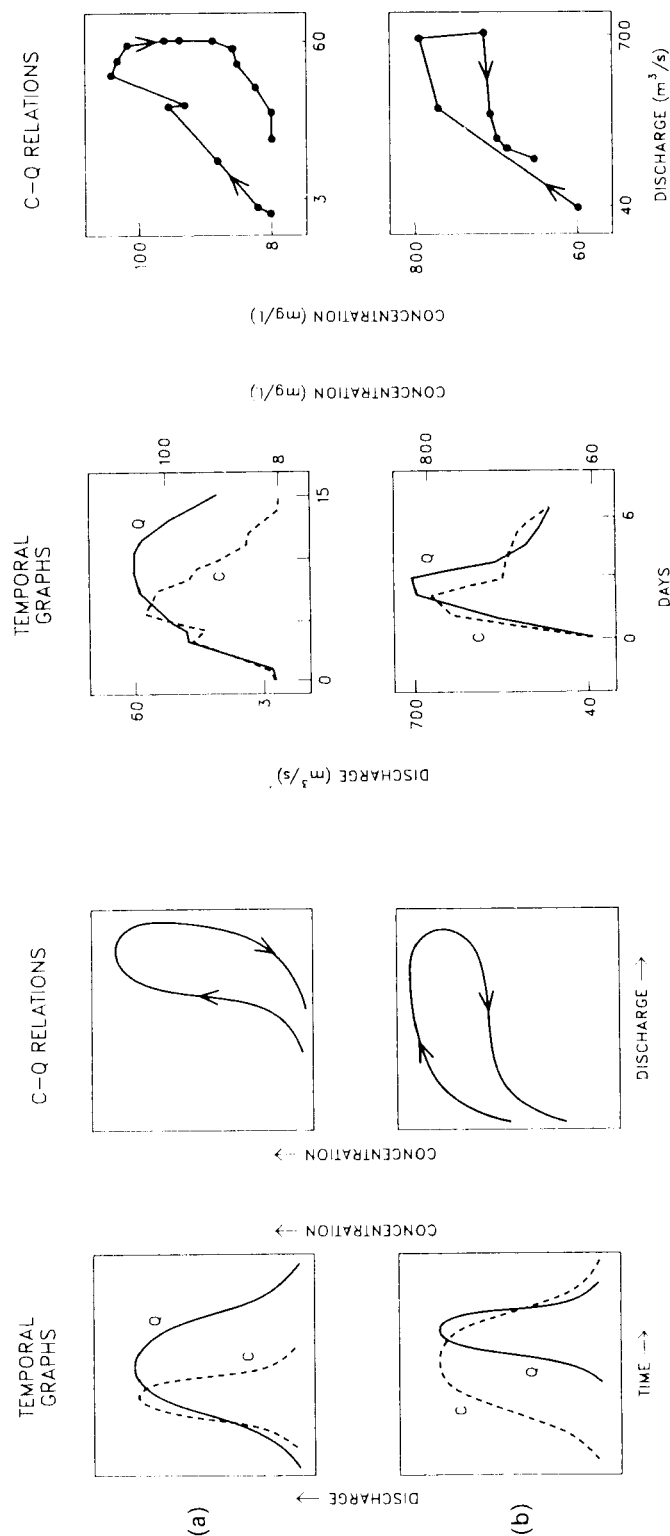 TEMPORAL
GRAPHS
C-Q RELATIONS
TEMPORAL
GRAPHS
C-Q RELATIONS
(a)
Q
C
60
3
0
15
100
8
Q
C
100
8
3
60
DISCHARGE →
CONCENTRATION →
CONCENTRATION →
DISCHARGE (m³/s)
CONCENTRATION (mg/L)
CONCENTRATION (mg/L)
(b)
C
Q
TIME →
DISCHARGE →
700
40
0
6
DAYS
800
60
Q
C
800
60
40
700
DISCHARGE (m³/s)